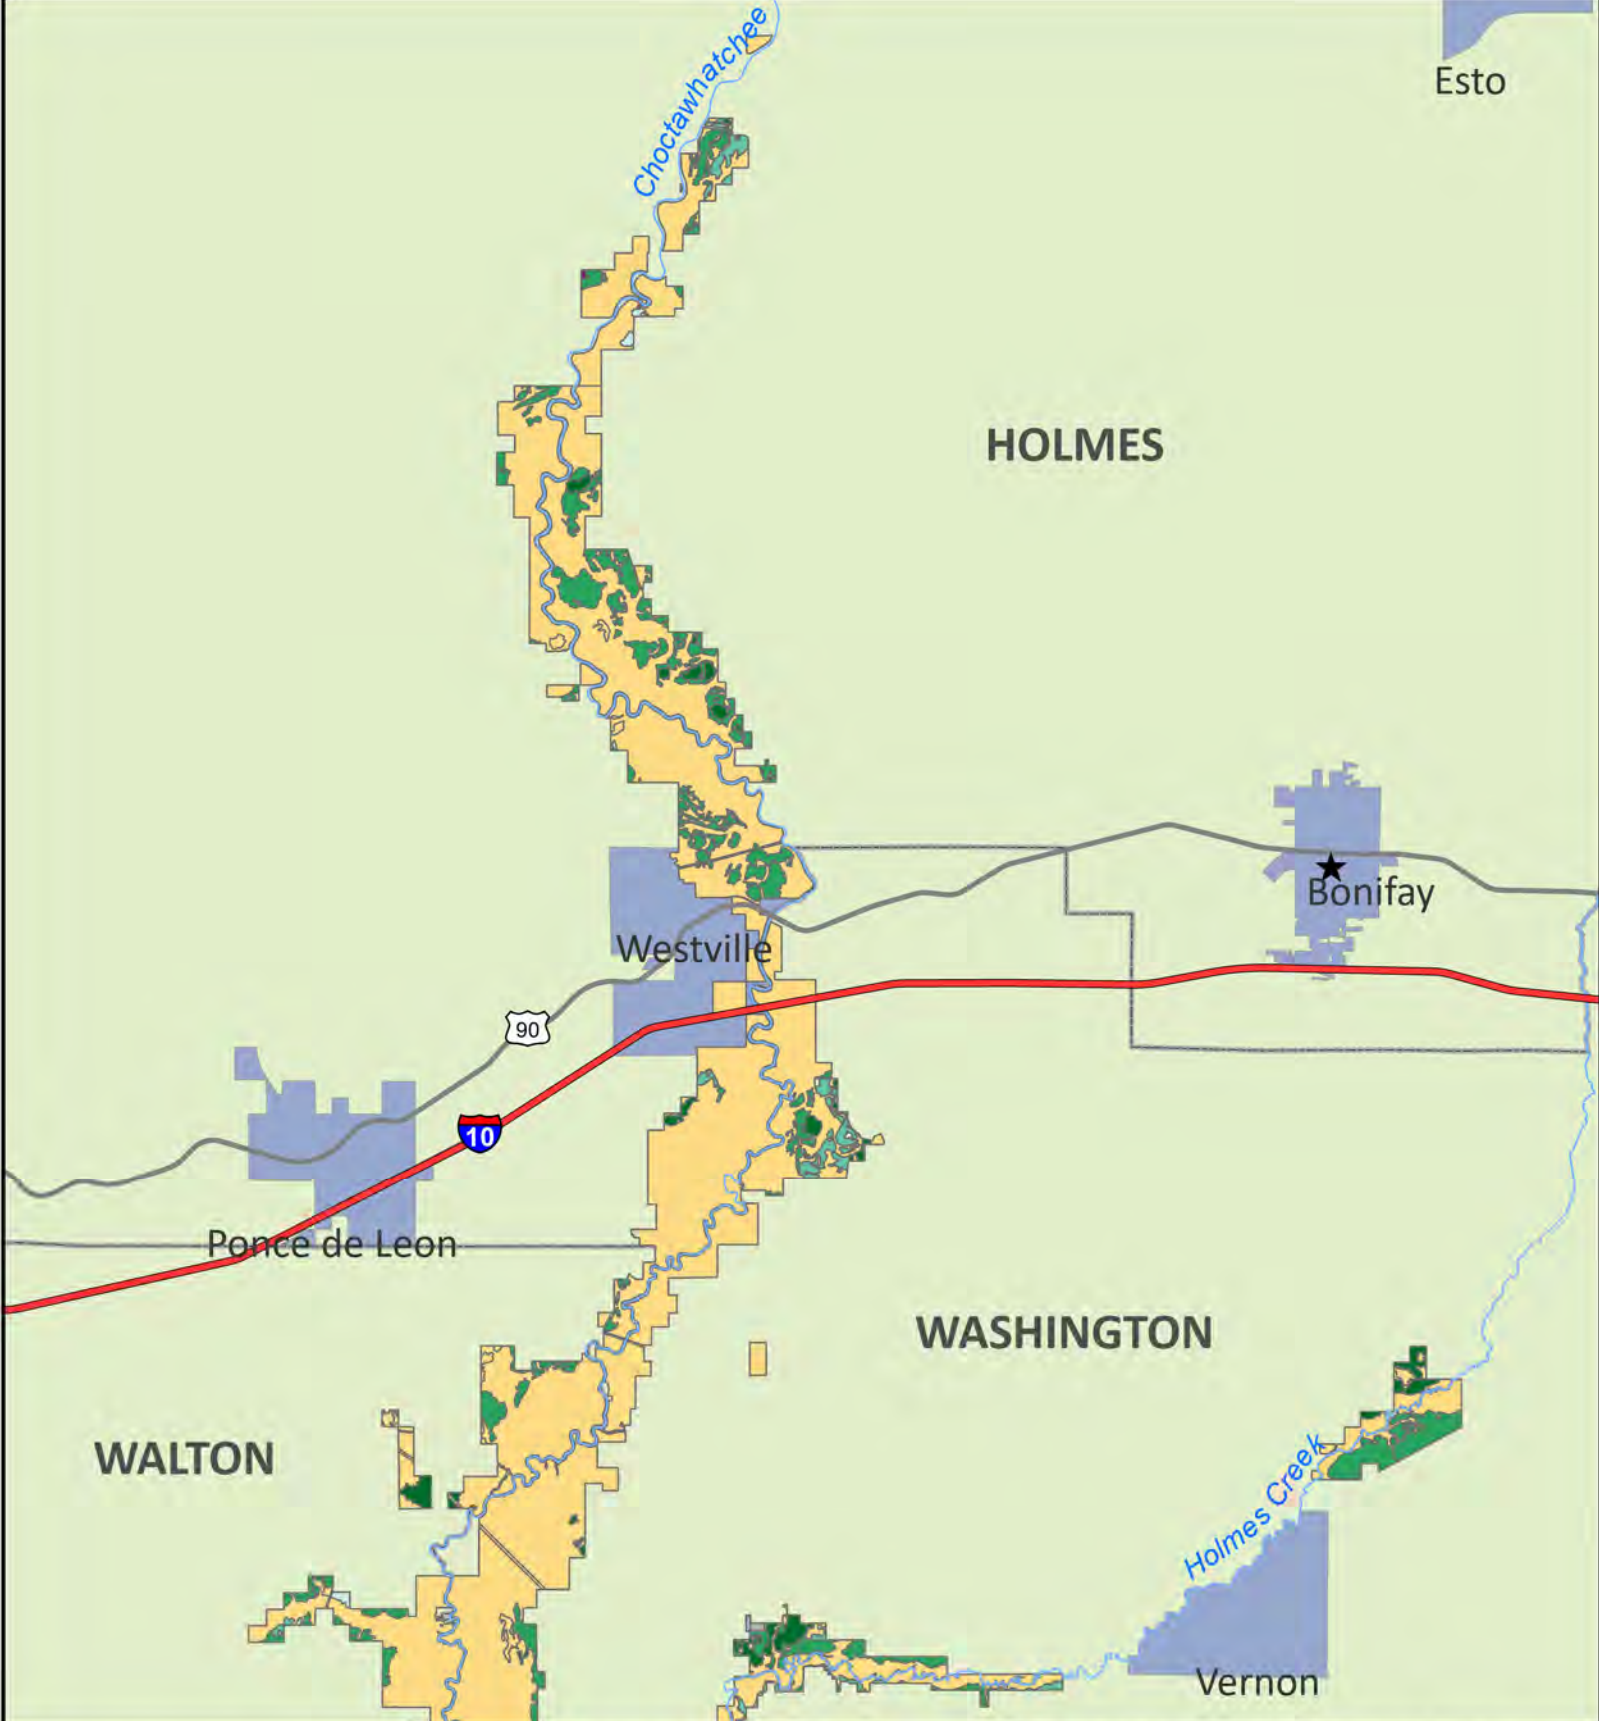 Choctawhatchee
Esto
HOLMES
Bonifay
Westville
90
10
Ponce de Leon
WASHINGTON
WALTON
Holmes Creek
Vernon